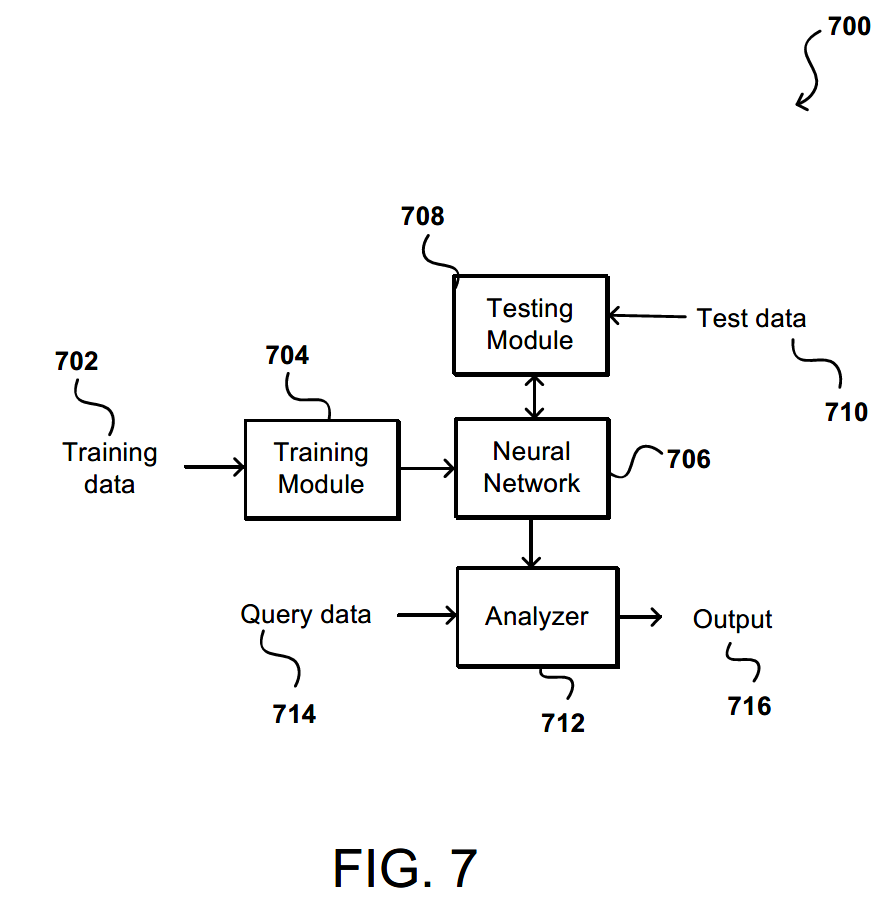 700
708
Testing
Module
Test data
710
702
704
Training
data
Training
Module
Neural
Network
706
Query data
Analyzer
Output
714
712
716
FIG. 7